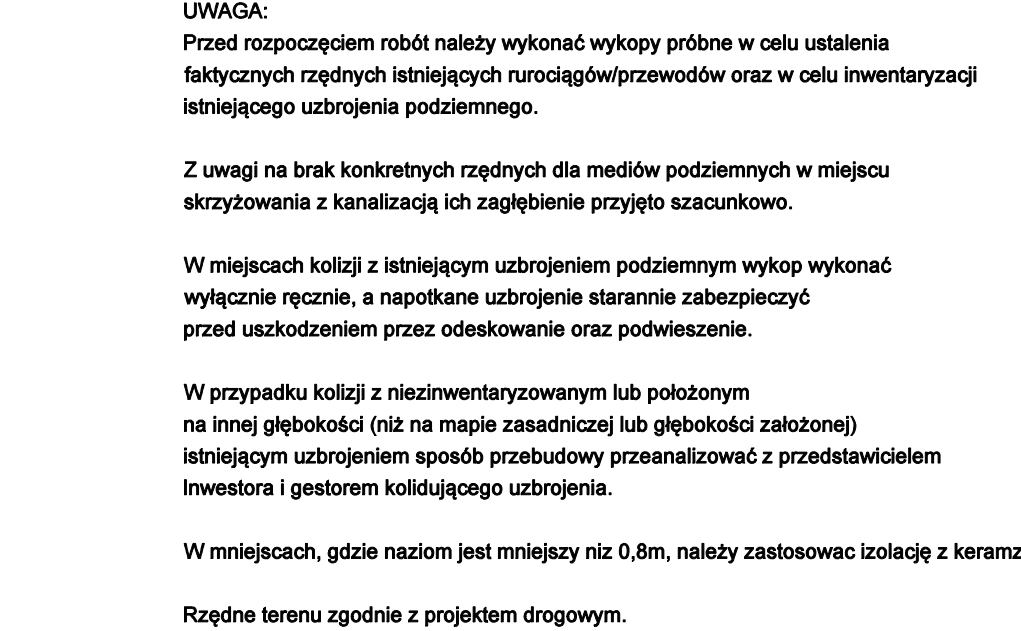 UWAGA:
Przed rozpoczęciem robót należy wykonać wykopy próbne w celu ustalenia
faktycznych rzędnych istniejących rurociągów/przewodów oraz w celu inwentaryzacji
istniejącego uzbrojenia podziemnego.
Z uwagi na brak konkretnych rzędnych dla mediów podziemnych w miejscu
skrzyżowania z kanalizacją ich zagłębienie przyjęto szacunkowo.
W miejscach kolizji z istniejącym uzbrojeniem podziemnym wykop wykonać
wyłącznie ręcznie, a napotkane uzbrojenie starannie zabezpieczyć
przed uszkodzeniem przez odeskowanie oraz podwieszenie.
W przypadku kolizji z niezinwentaryzowanym lub położonym
na innej głębokości (niż na mapie zasadniczej lub głębokości założonej)
istniejącym uzbrojeniem sposób przebudowy przeanalizować z przedstawicielem
Inwestora i gestorem kolidującego uzbrojenia.
W mniejscach, gdzie naziom jest mniejszy niz 0,8m, należy zastosowac izolację z keramz
Rzędne terenu zgodnie z projektem drogowym.